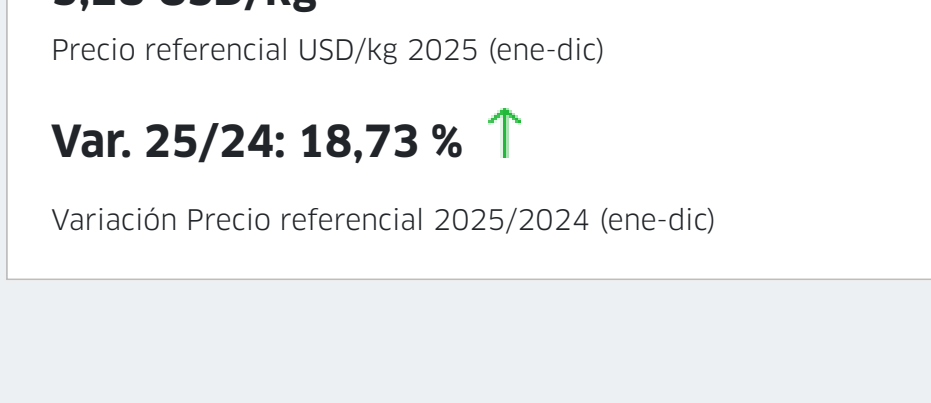 Precio referencial USD/kg 2025 (ene-dic)
Var. 25/24: 18,73 %
Variación Precio referencial 2025/2024 (ene-dic)